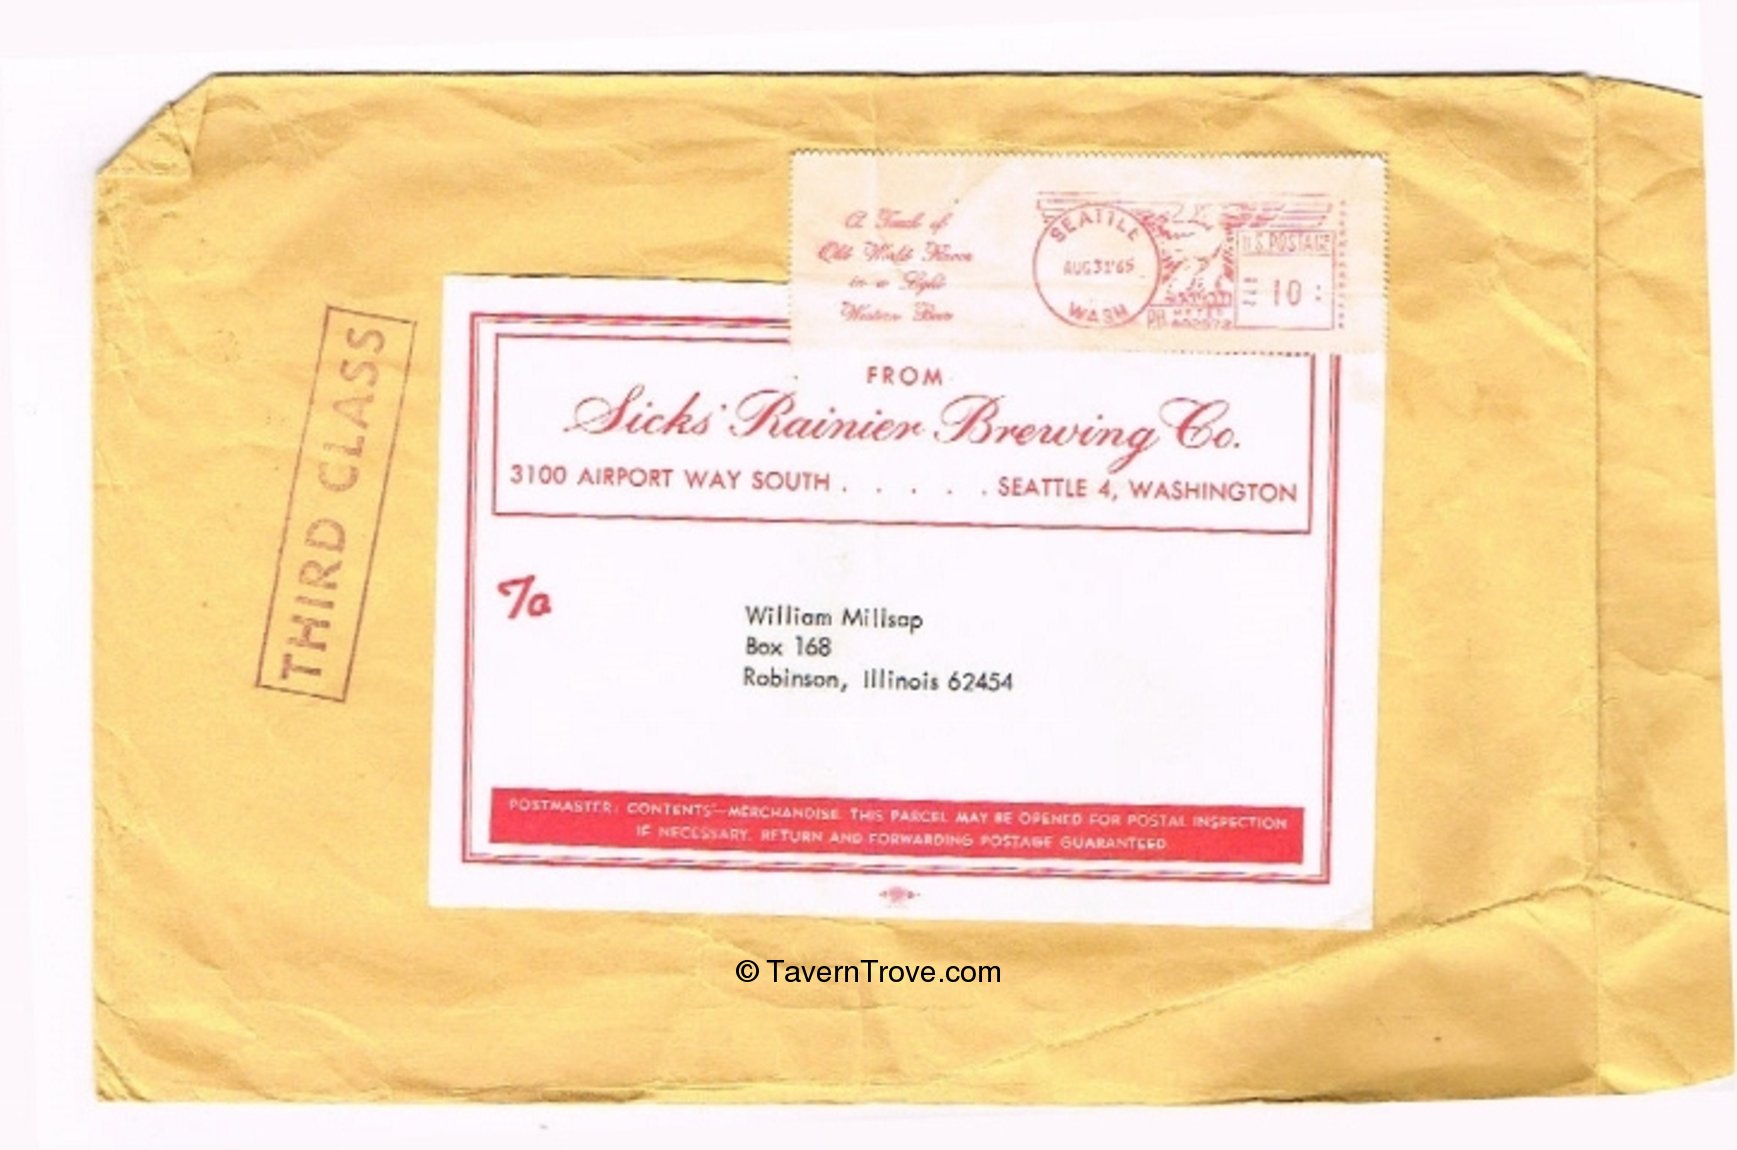 THIRD CLASS
A Touch of
Old World Flavor
in a Light
Western Beer
SEATTLE
AUG 31 '65
WASH
U.S. POSTAGE
10
PB METER
FROM
Sicks' Rainier Brewing Co.
3100 AIRPORT WAY SOUTH . . . . . SEATTLE 4, WASHINGTON
To
William Millsap
Box 168
Robinson, Illinois 62454
POSTMASTER: CONTENTS—MERCHANDISE. THIS PARCEL MAY BE OPENED FOR POSTAL INSPECTION
IF NECESSARY. RETURN AND FORWARDING POSTAGE GUARANTEED
© TavernTrove.com